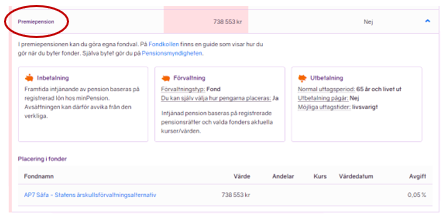 Premiepension 738 553 kr Nej
I premiepensionen kan du göra egna fondval. På Fondkollen finns en guide som visar hur du
gör när du byter fonder. Själva bytet gör du på Pensionsmyndigheten.
Inbetalning
Framtida intjänande av pension baseras på
registrerad lön hos minPension.
Avsättningen kan därför avvika från den
verkliga.
Förvaltning
Förvaltningstyp: Fond
Du kan själv välja hur pengarna placeras: Ja
Intjänad pension baseras på registrerade
pensionsrätter och valda fonders aktuella
kurser/värden.
Utbetalning
Normal uttagsperiod: 65 år och livet ut
Utbetalning pågår: Nej
Möjliga uttagstider: livsvarigt
Placering i fonder
Fondnamn Värde Andelar Kurs Värdedatum Avgift
AP7 Såfa - Statens årskullsförvaltningsalternativ 738 553 kr 0,05 %